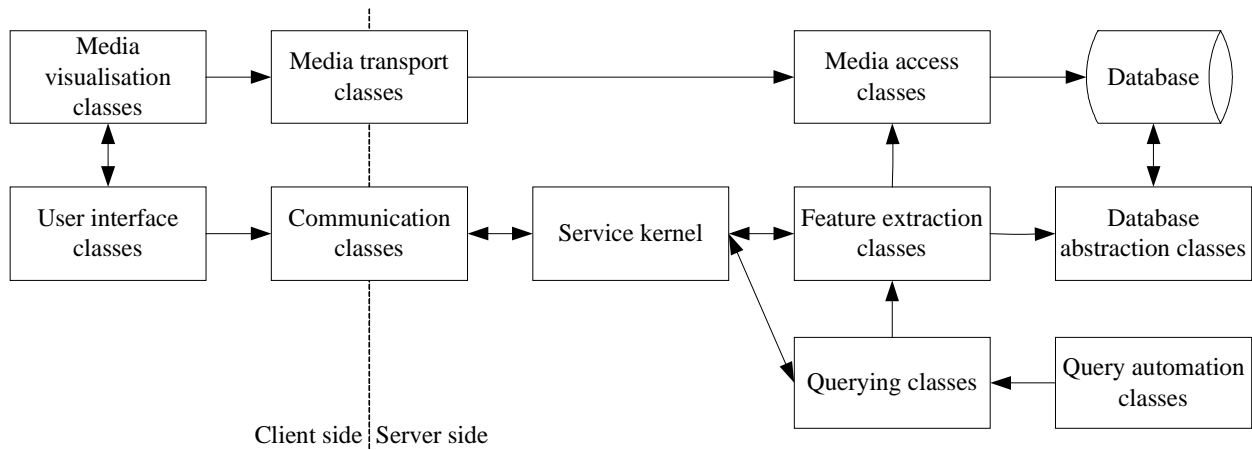 Media
visualisation
classes
Media transport
classes
Media access
classes
Database
User interface
classes
Communication
classes
Service kernel
Feature extraction
classes
Database
abstraction classes
Querying classes
Query automation
classes
Client side
Server side